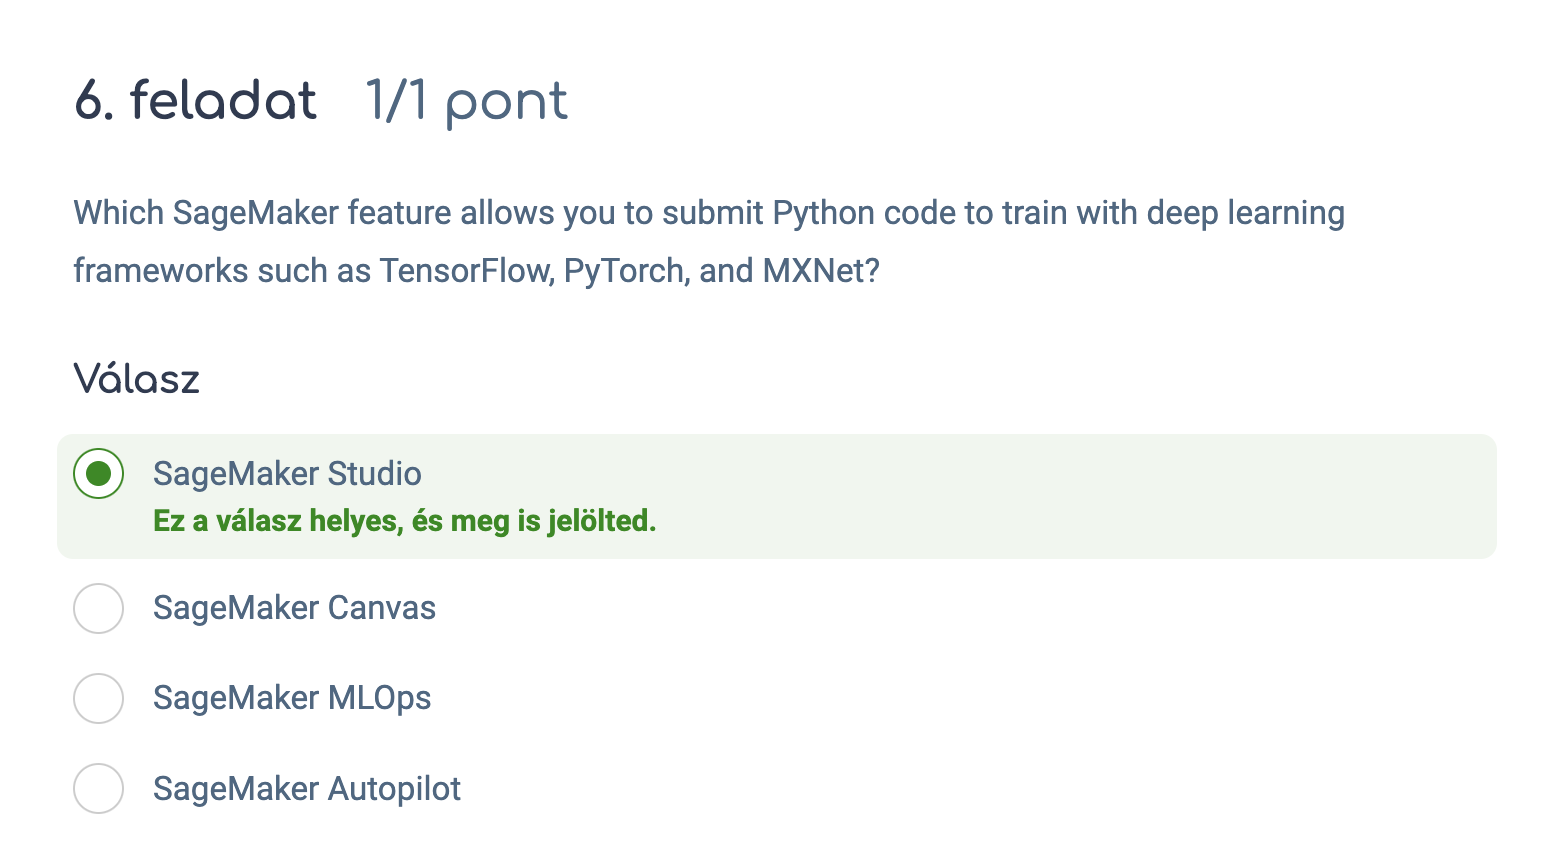 6. feladat 1/1 pont
Which SageMaker feature allows you to submit Python code to train with deep learning
frameworks such as TensorFlow, PyTorch, and MXNet?
Válasz
SageMaker Studio
Ez a válasz helyes, és meg is jelölted.
SageMaker Canvas
SageMaker MLOps
SageMaker Autopilot